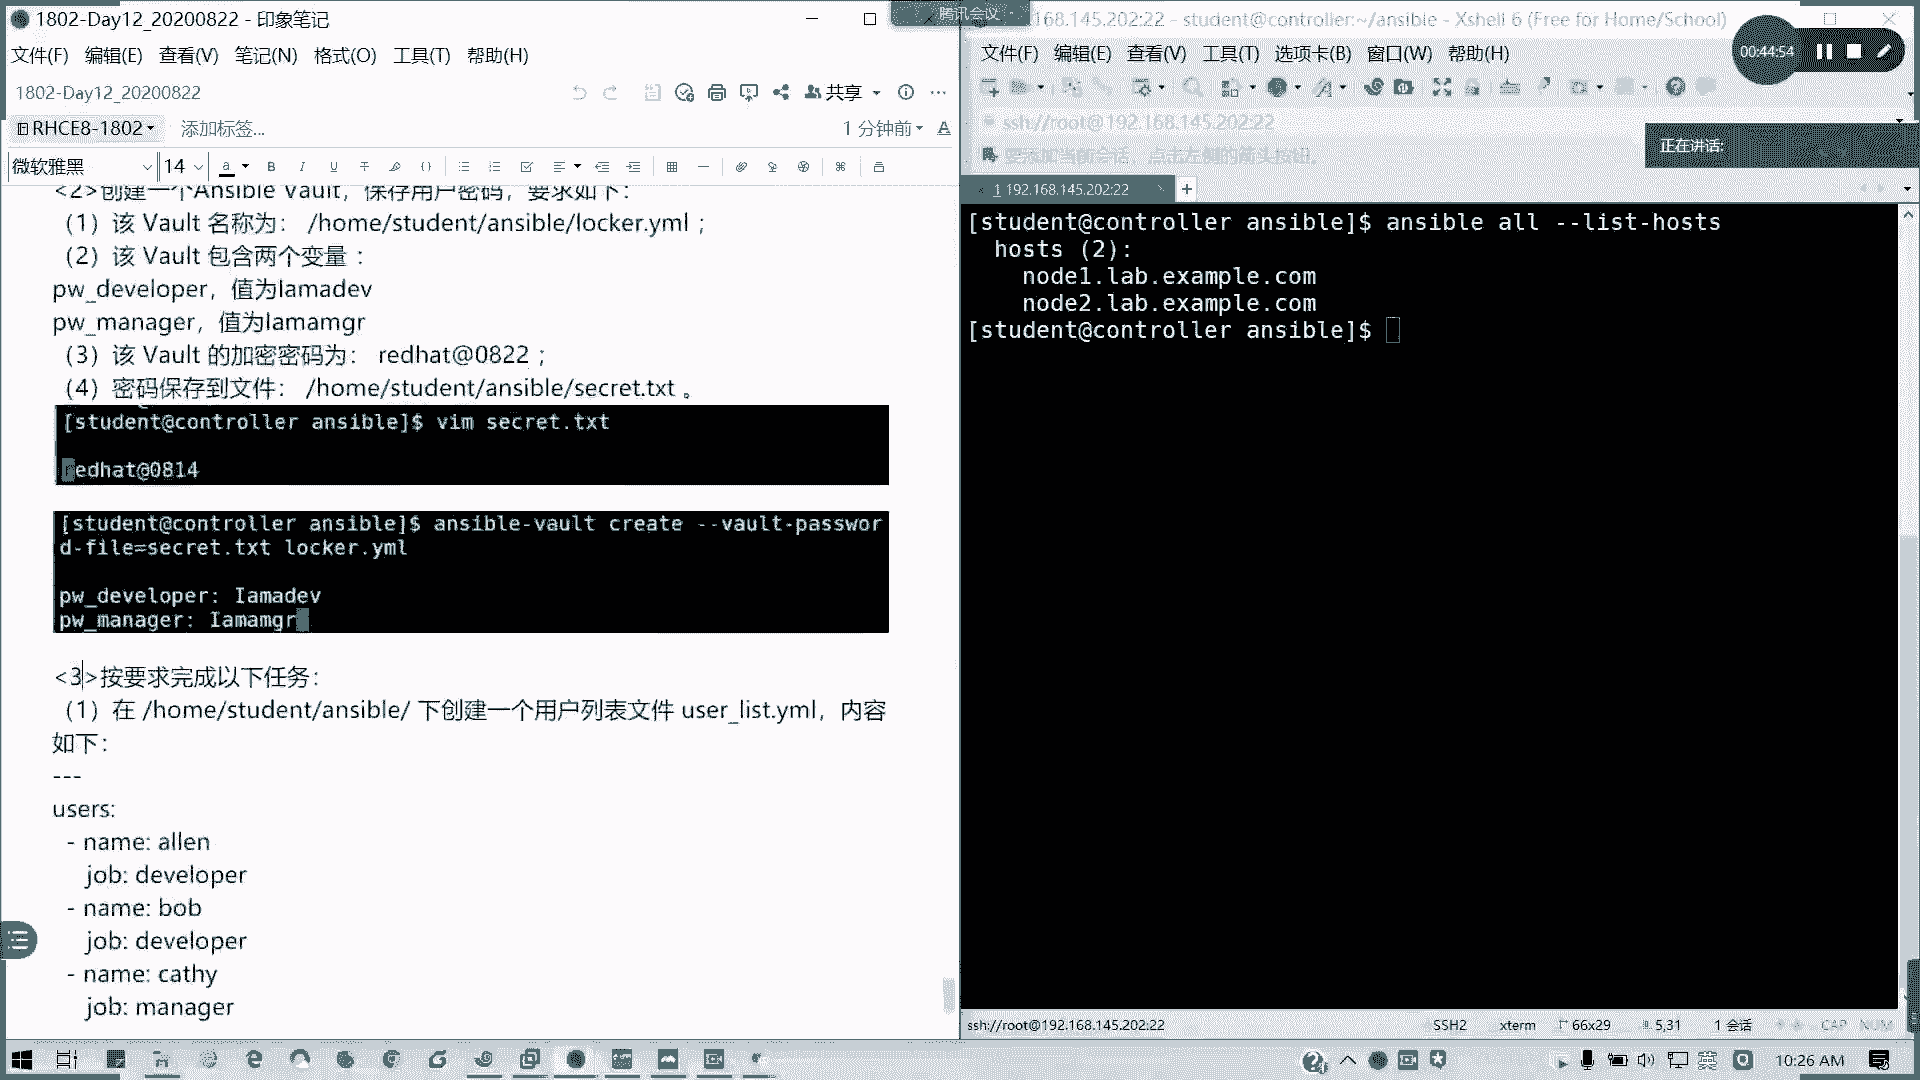 1802-Day12_20200822 - 印象笔记
文件(F) 编辑(E) 查看(V) 笔记(N) 格式(O) 工具(T) 帮助(H)
1802-Day12_20200822
共享
RHCE8-1802
添加标签...
1 分钟前
微软雅黑
14
<2>创建一个Ansible Vault，保存用户密码，要求如下：
（1）该 Vault 名称为： /home/student/ansible/locker.yml ；
（2）该 Vault 包含两个变量 ：
pw_developer，值为Iamadev
pw_manager，值为Iamamgr
（3）该 Vault 的加密密码为： redhat@0822 ；
（4）密码保存到文件： /home/student/ansible/secret.txt 。
[student@controller ansible]$ vim secret.txt
redhat@0814
[student@controller ansible]$ ansible-vault create --vault-passwor
d-file=secret.txt locker.yml
pw_developer: Iamadev
pw_manager: Iamamgr
<3>按要求完成以下任务：
（1）在 /home/student/ansible/ 下创建一个用户列表文件 user_list.yml，内容
如下：
---
users:
- name: allen
job: developer
- name: bob
job: developer
- name: cathy
job: manager
腾讯会议
168.145.202:22 - student@controller:~/ansible - Xshell 6 (Free for Home/School)
文件(F) 编辑(E) 查看(V) 工具(T) 选项卡(B) 窗口(W) 帮助(H)
00:44:54
ssh://root@192.168.145.202:22
要添加当前会话，点击左侧的箭头按钮。
正在讲话:
1 192.168.145.202:22
[student@controller ansible]$ ansible all --list-hosts
hosts (2):
node1.lab.example.com
node2.lab.example.com
[student@controller ansible]$
ssh://root@192.168.145.202:22
SSH2
xterm
66x29
5,31
1 会话
CAP NUM
英
10:26 AM